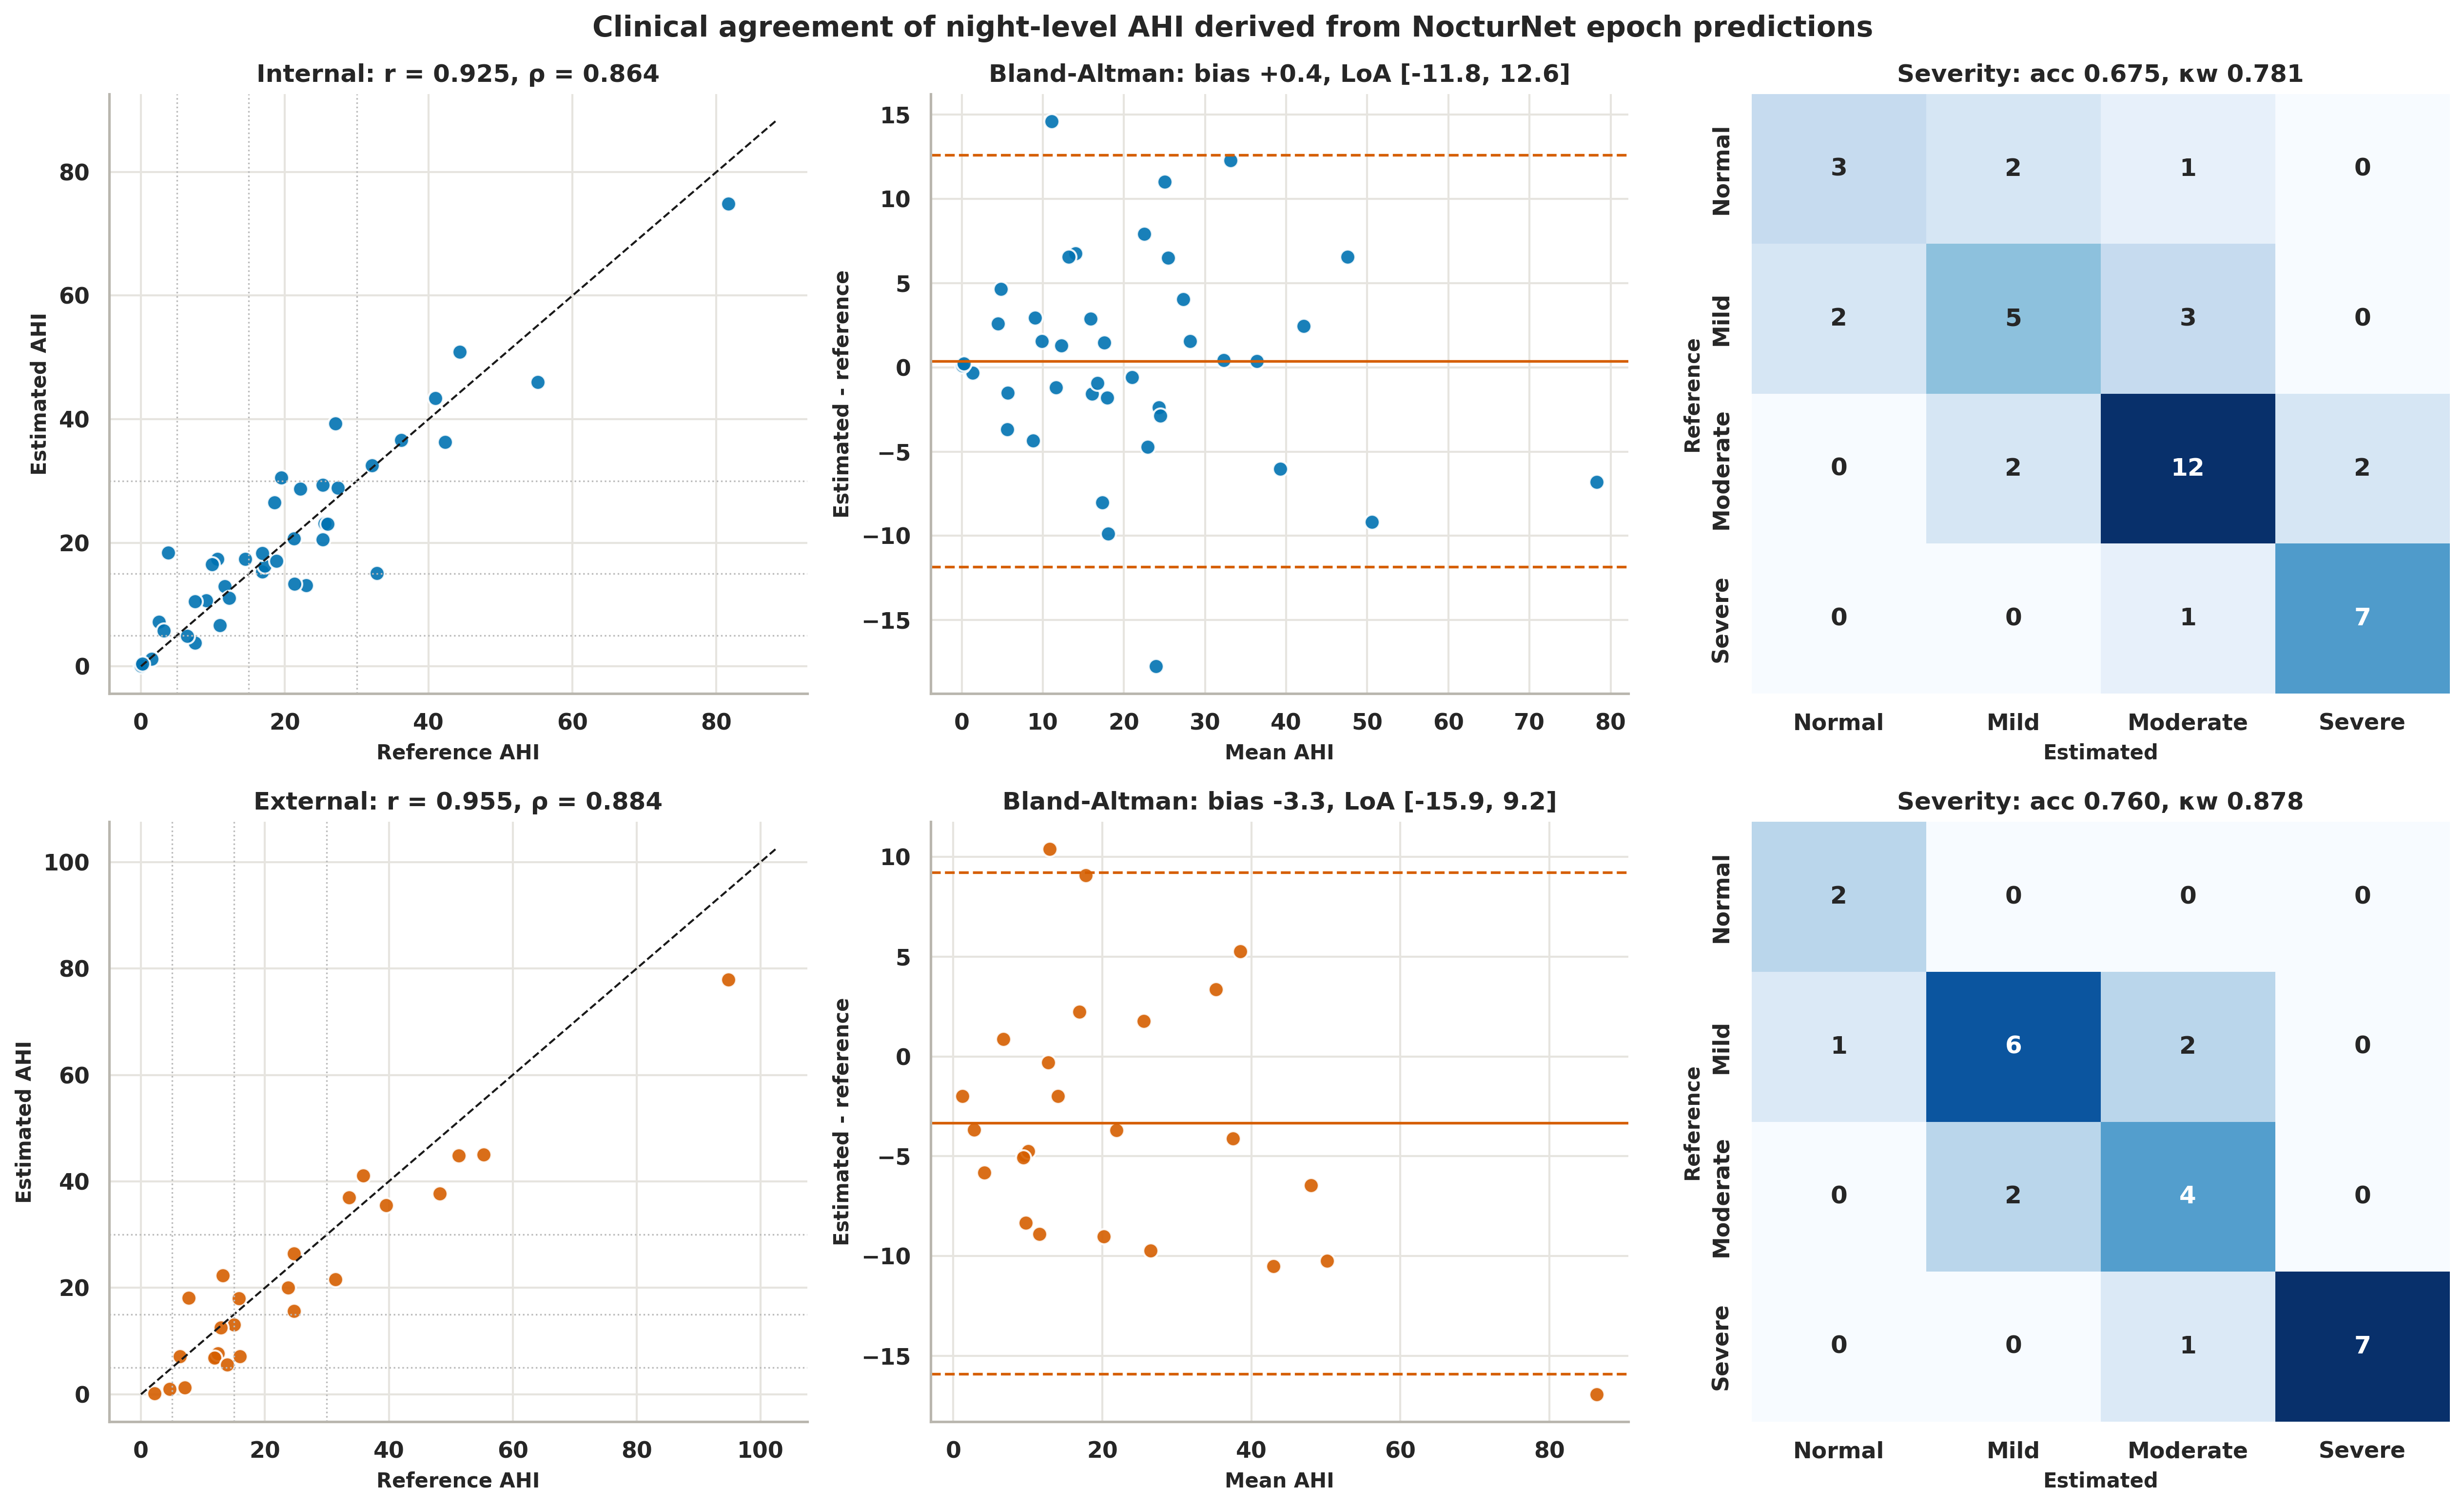 Clinical agreement of night-level AHI derived from NocturNet epoch predictions
Internal: r = 0.925, ρ = 0.864
80
60
40
20
0
Estimated AHI
0 20 40 60 80
Reference AHI
Bland-Altman: bias +0.4, LoA [-11.8, 12.6]
15
10
5
0
−5
−10
−15
Estimated - reference
0 10 20 30 40 50 60 70 80
Mean AHI
Severity: acc 0.675, κw 0.781
Reference
Normal 3 2 1 0
Mild 2 5 3 0
Moderate 0 2 12 2
Severe 0 0 1 7
Normal Mild Moderate Severe
Estimated
External: r = 0.955, ρ = 0.884
100
80
60
40
20
0
Estimated AHI
0 20 40 60 80 100
Reference AHI
Bland-Altman: bias -3.3, LoA [-15.9, 9.2]
10
5
0
−5
−10
−15
Estimated - reference
0 20 40 60 80
Mean AHI
Severity: acc 0.760, κw 0.878
Reference
Normal 2 0 0 0
Mild 1 6 2 0
Moderate 0 2 4 0
Severe 0 0 1 7
Normal Mild Moderate Severe
Estimated